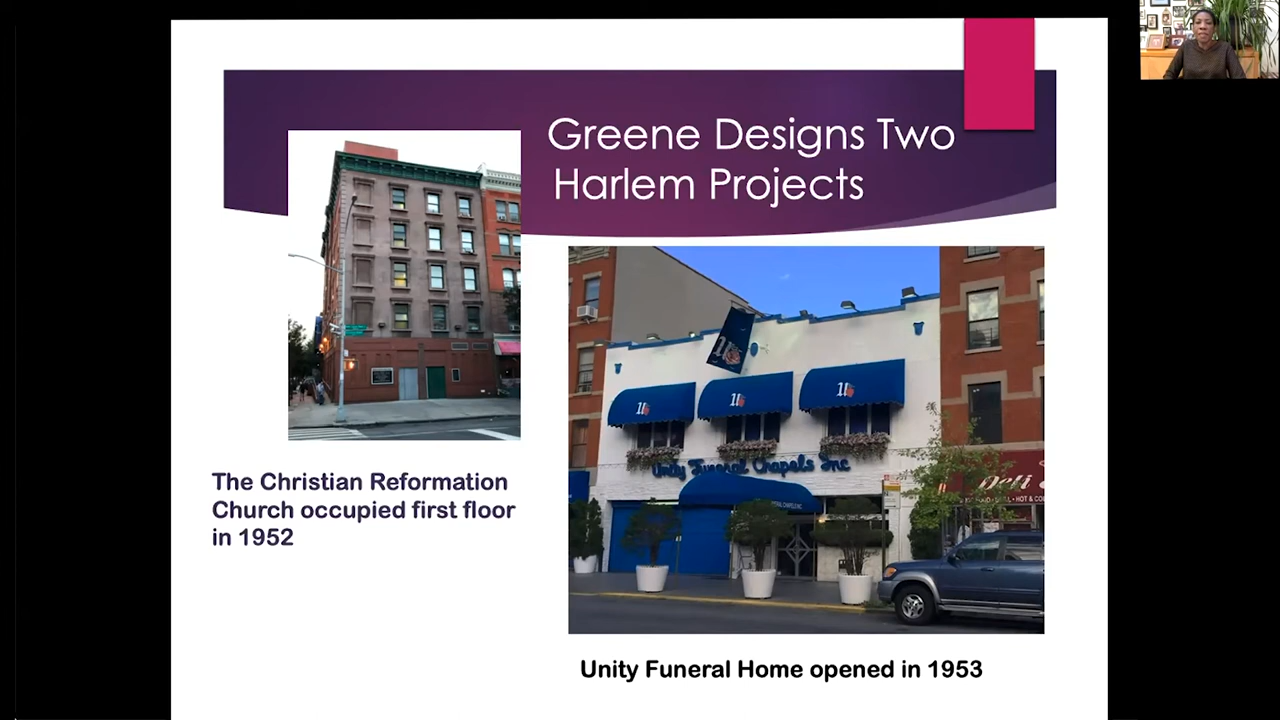 Greene Designs Two
Harlem Projects
Unity Funeral Chapels Inc
Deli
The Christian Reformation
Church occupied first floor
in 1952
Unity Funeral Home opened in 1953